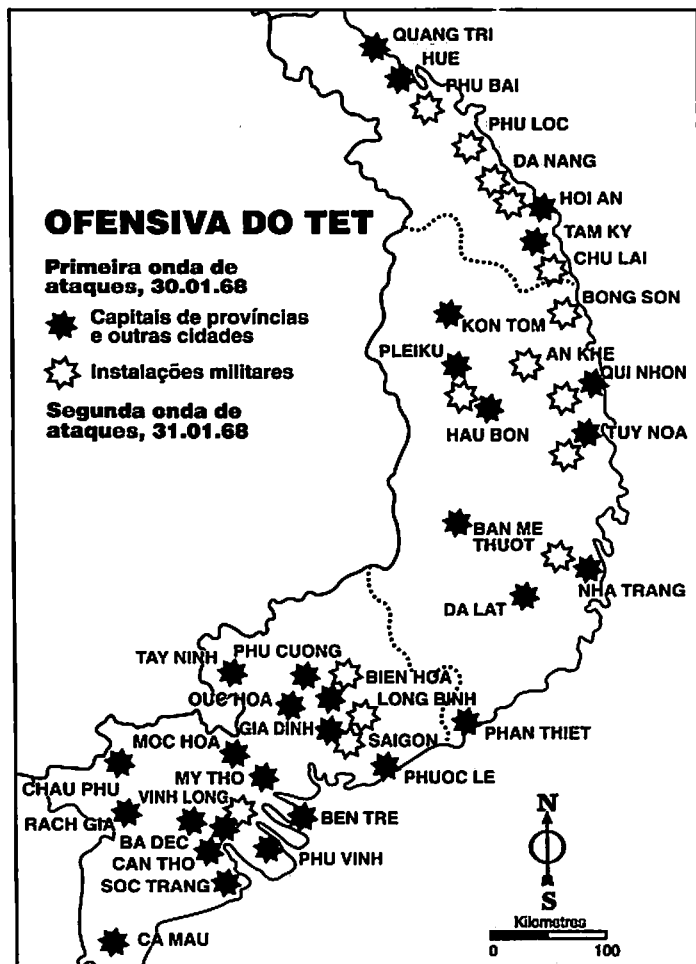 QUANG TRI
HUE
PHU BAI
PHU LOC
DA NANG
HOI AN
TAM KY
CHU LAI
BONG SON
OFENSIVA DO TET
Primeira onda de
ataques, 30.01.68
Capitais de províncias
e outras cidades
Instalações militares
Segunda onda de
ataques, 31.01.68
KON TOM
PLEIKU
AN KHE
QUI NHON
HAU BON
TUY NOA
BAN ME
THUOT
NHA TRANG
DA LAT
TAY NINH
PHU CUONG
BIEN HOA
OUC HOA
LONG BINH
GIA DINH
SAIGON
PHAN THIET
MOC HOA
CHAU PHU
MY THO
PHUOC LE
VINH LONG
RACH GIA
BEN TRE
BA DEC
CAN THO
PHU VINH
SOC TRANG
CA MAU
N
S
Kilometres
0 100